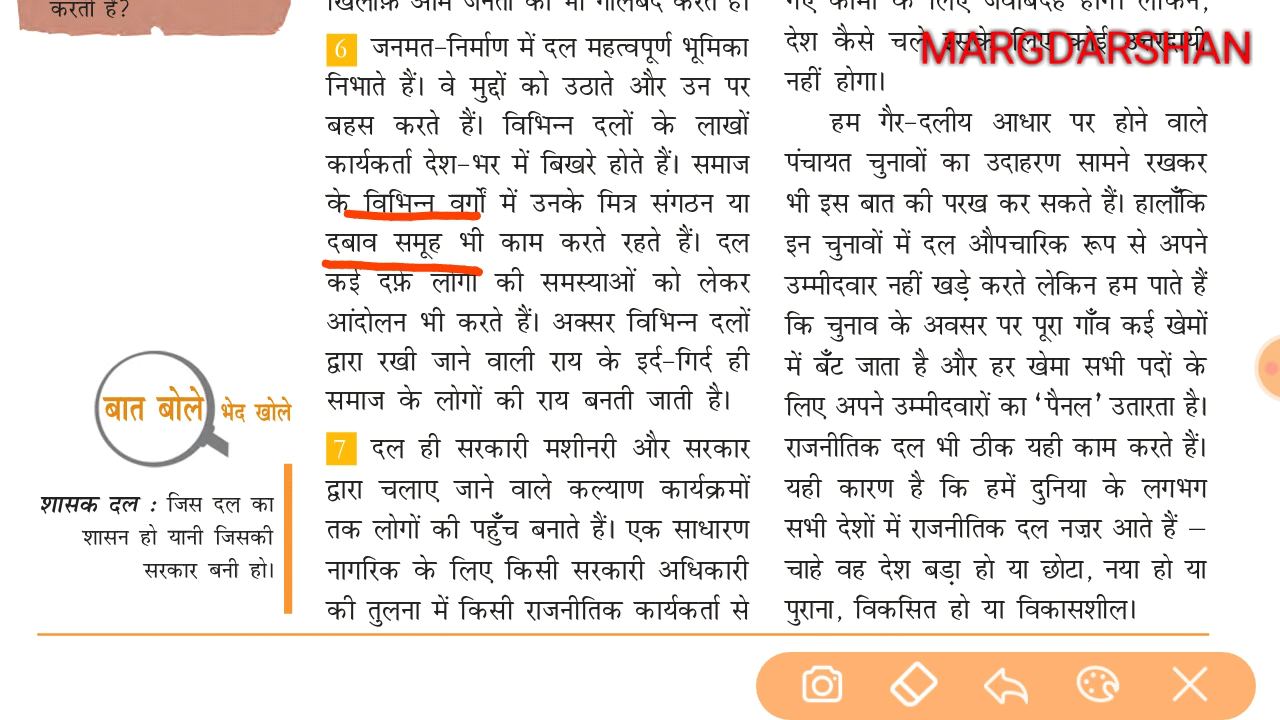 करतो हैं?
बात बोले भेद खोले
शासक दल : जिस दल का
शासन हो यानी जिसकी
सरकार बनी हो।
खिलाफ़ आम जनता को भी गोलबंद करते हैं।
6 जनमत-निर्माण में दल महत्वपूर्ण भूमिका
निभाते हैं। वे मुद्दों को उठाते और उन पर
बहस करते हैं। विभिन्न दलों के लाखों
कार्यकर्ता देश-भर में बिखरे होते हैं। समाज
के विभिन्न वर्गों में उनके मित्र संगठन या
दबाव समूह भी काम करते रहते हैं। दल
कई दफ़े लोगों की समस्याओं को लेकर
आंदोलन भी करते हैं। अक्सर विभिन्न दलों
द्वारा रखी जाने वाली राय के इर्द-गिर्द ही
समाज के लोगों की राय बनती जाती है।
7 दल ही सरकारी मशीनरी और सरकार
द्वारा चलाए जाने वाले कल्याण कार्यक्रमों
तक लोगों की पहुँच बनाते हैं। एक साधारण
नागरिक के लिए किसी सरकारी अधिकारी
की तुलना में किसी राजनीतिक कार्यकर्ता से
गए कामों के लिए जवाबदेह होंगे। लेकिन,
देश कैसे चले इसके लिए कोई उत्तरदायी
MARGDARSHAN
नहीं होगा।
हम गैर-दलीय आधार पर होने वाले
पंचायत चुनावों का उदाहरण सामने रखकर
भी इस बात की परख कर सकते हैं। हालाँकि
इन चुनावों में दल औपचारिक रूप से अपने
उम्मीदवार नहीं खड़े करते लेकिन हम पाते हैं
कि चुनाव के अवसर पर पूरा गाँव कई खेमों
में बँट जाता है और हर खेमा सभी पदों के
लिए अपने उम्मीदवारों का ‘पैनल’ उतारता है।
राजनीतिक दल भी ठीक यही काम करते हैं।
यही कारण है कि हमें दुनिया के लगभग
सभी देशों में राजनीतिक दल नज़र आते हैं –
चाहे वह देश बड़ा हो या छोटा, नया हो या
पुराना, विकसित हो या विकासशील।